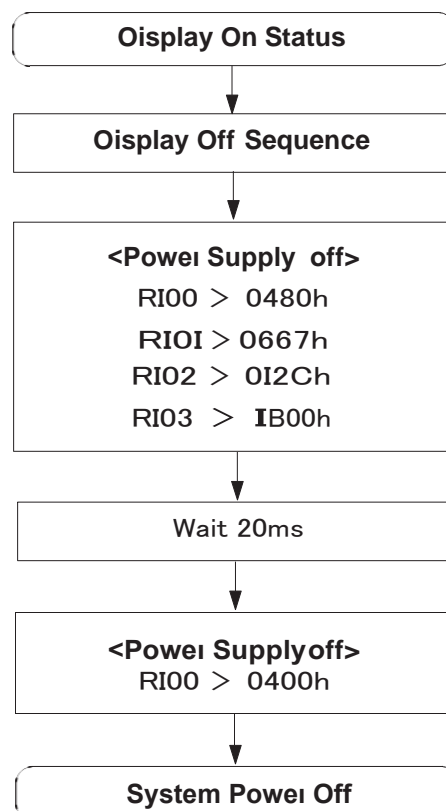 Oisplay On Status
Oisplay Off Sequence
<Poweı Supply off>
RI00 > 0480h
RIOI > 0667h
RI02 > 0I2Ch
RI03 > IB00h
Wait 20ms
<Poweı Supplyoff>
RI00 > 0400h
System Poweı Off